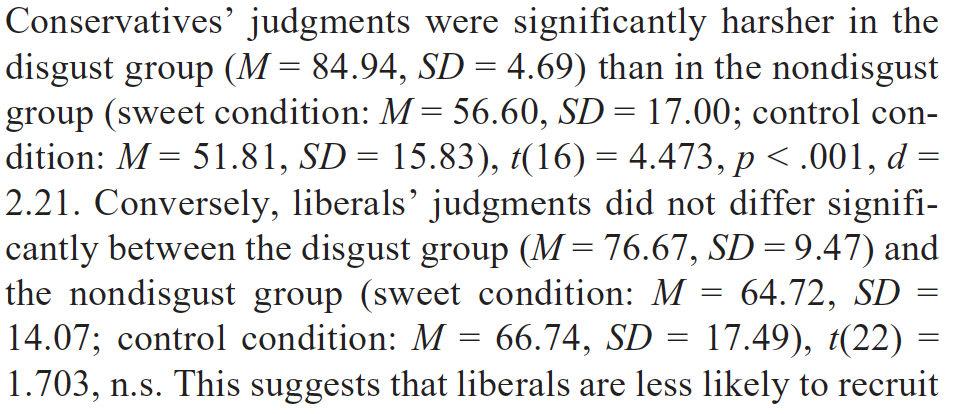 Conservatives’ judgments were significantly harsher in the
disgust group (M = 84.94, SD = 4.69) than in the nondisgust
group (sweet condition: M = 56.60, SD = 17.00; control con-
dition: M = 51.81, SD = 15.83), t(16) = 4.473, p < .001, d =
2.21. Conversely, liberals’ judgments did not differ signifi-
cantly between the disgust group (M = 76.67, SD = 9.47) and
the nondisgust group (sweet condition: M = 64.72, SD =
14.07; control condition: M = 66.74, SD = 17.49), t(22) =
1.703, n.s. This suggests that liberals are less likely to recruit